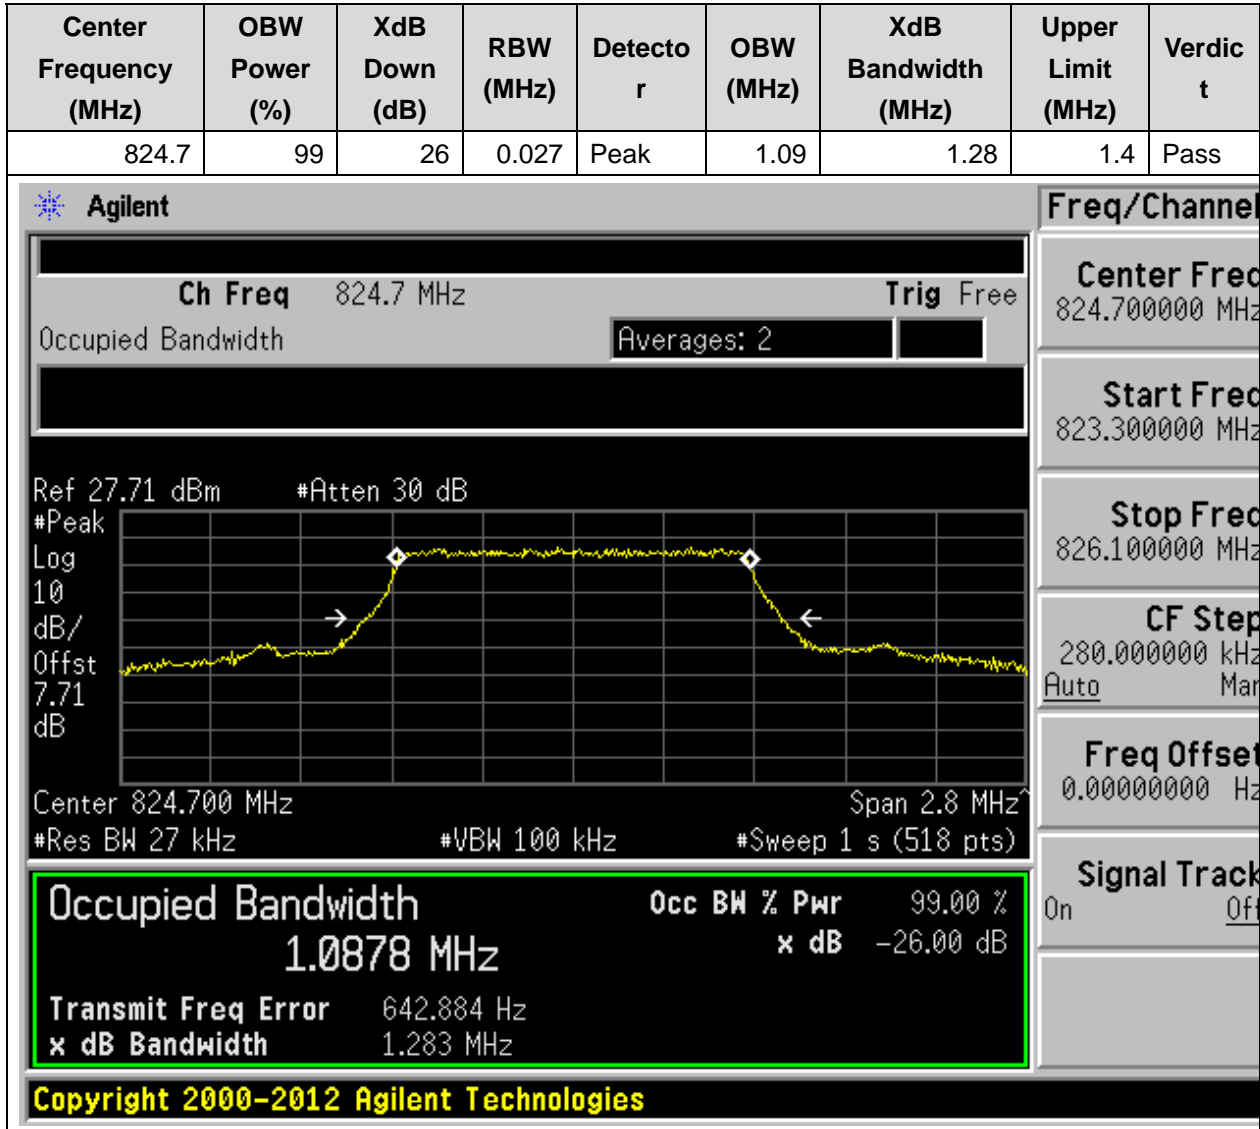 Center Frequency (MHz) OBW Power (%) XdB Down (dB) RBW (MHz) Detector OBW (MHz) XdB Bandwidth (MHz) Upper Limit (MHz) Verdict
824.7 99 26 0.027 Peak 1.09 1.28 1.4 Pass
Agilent
Freq/Channel
Ch Freq 824.7 MHz Trig Free
Occupied Bandwidth Averages: 2
Center Freq
824.700000 MHz
Start Freq
823.300000 MHz
Stop Freq
826.100000 MHz
CF Step
280.000000 kHz
Auto Man
Freq Offset
0.00000000 Hz
Signal Track
On Off
Ref 27.71 dBm #Atten 30 dB
#Peak
Log
10
dB/
Offst
7.71
dB
Center 824.700 MHz Span 2.8 MHz^
#Res BW 27 kHz #VBW 100 kHz #Sweep 1 s (518 pts)
Occupied Bandwidth Occ BW % Pwr 99.00 %
1.0878 MHz x dB -26.00 dB
Transmit Freq Error 642.884 Hz
x dB Bandwidth 1.283 MHz
Copyright 2000-2012 Agilent Technologies